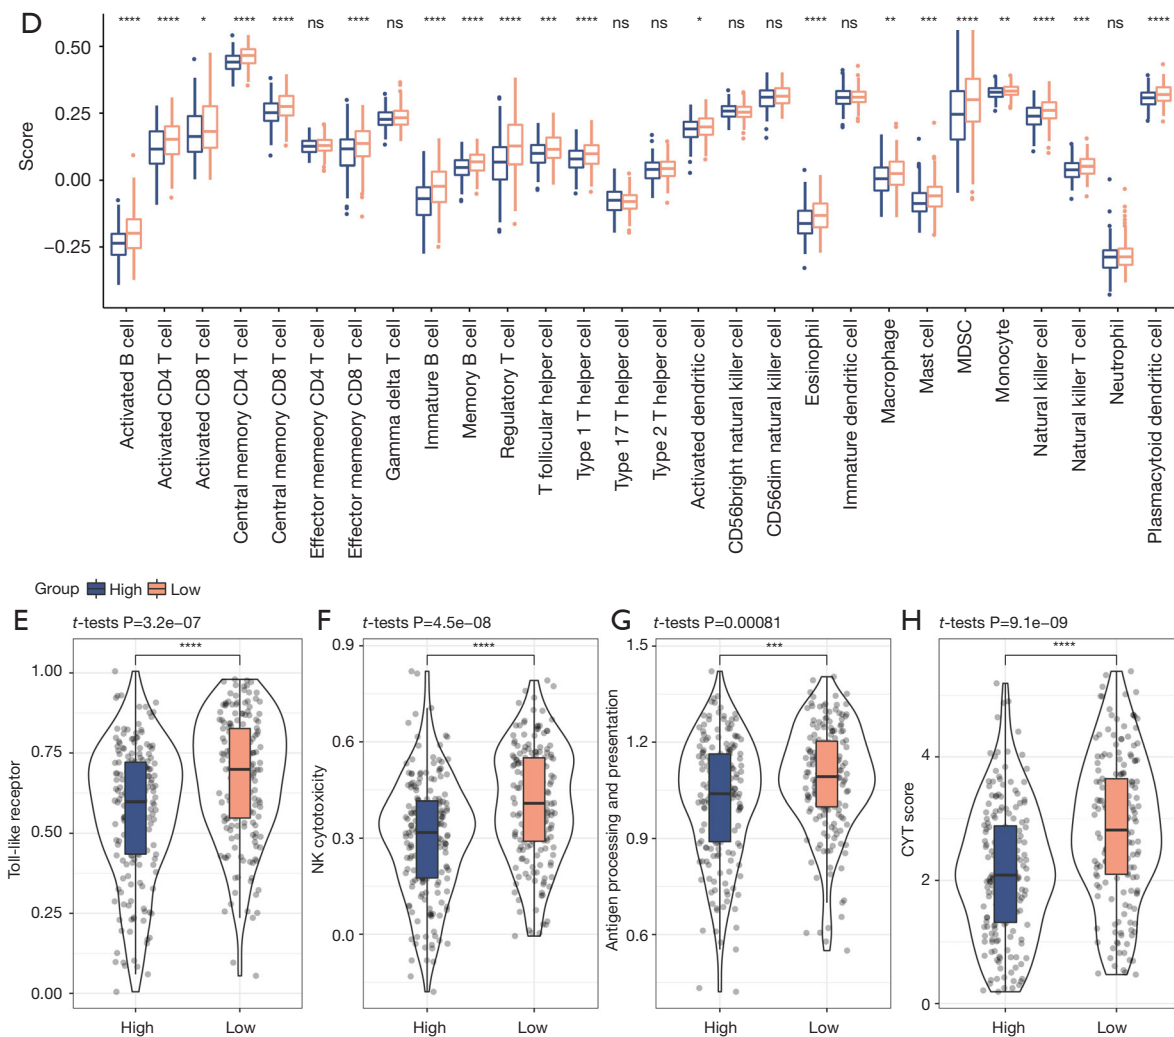 D
**** **** * **** **** ns **** ns **** **** **** *** **** ns ns * ns ns **** ns ** *** **** ** **** *** ns ****
Score
0.50
0.25
0.00
−0.25
Activated B cell
Activated CD4 T cell
Activated CD8 T cell
Central memory CD4 T cell
Central memory CD8 T cell
Effector memory CD4 T cell
Effector memory CD8 T cell
Gamma delta T cell
Immature B cell
Memory B cell
Regulatory T cell
T follicular helper cell
Type 1 T helper cell
Type 17 T helper cell
Type 2 T helper cell
Activated dendritic cell
CD56bright natural killer cell
CD56dim natural killer cell
Eosinophil
Immature dendritic cell
Macrophage
Mast cell
MDSC
Monocyte
Natural killer cell
Natural killer T cell
Neutrophil
Plasmacytoid dendritic cell
Group High Low
E
t-tests P=3.2e−07
****
Toll-like receptor
1.00
0.75
0.50
0.25
0.00
High Low
F
t-tests P=4.5e−08
****
NK cytotoxicity
0.9
0.6
0.3
0.0
High Low
G
t-tests P=0.00081
***
Antigen processing and presentation
1.5
1.2
0.9
0.6
High Low
H
t-tests P=9.1e−09
****
CYT score
4
2
0
High Low